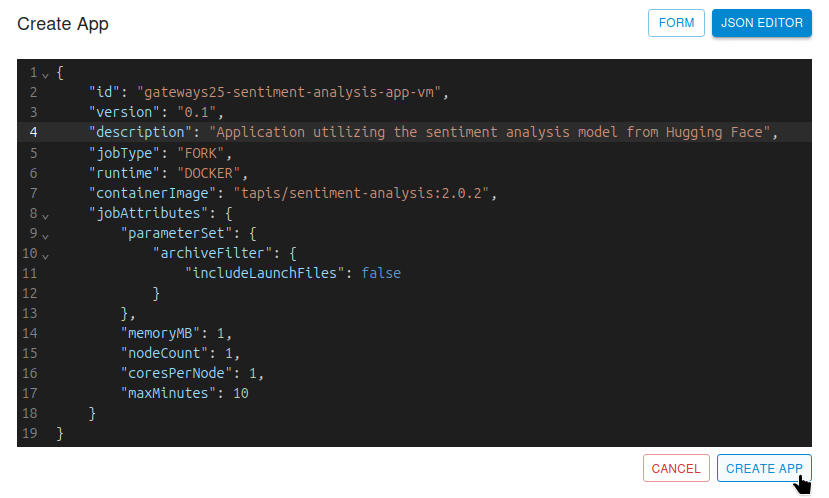 Create App
FORM
JSON EDITOR
1 {
2     "id": "gateways25-sentiment-analysis-app-vm",
3     "version": "0.1",
4     "description": "Application utilizing the sentiment analysis model from Hugging Face",
5     "jobType": "FORK",
6     "runtime": "DOCKER",
7     "containerImage": "tapis/sentiment-analysis:2.0.2",
8     "jobAttributes": {
9         "parameterSet": {
10             "archiveFilter": {
11                 "includeLaunchFiles": false
12             }
13         },
14         "memoryMB": 1,
15         "nodeCount": 1,
16         "coresPerNode": 1,
17         "maxMinutes": 10
18     }
19 }
CANCEL
CREATE APP